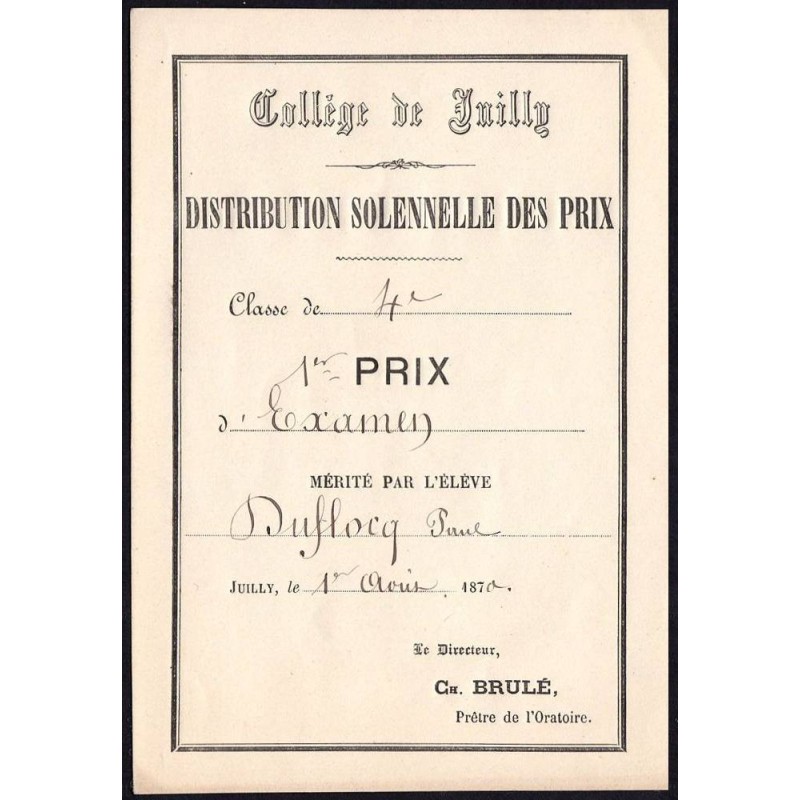 Collège de Juilly
DISTRIBUTION SOLENNELLE DES PRIX
Classe de 4e
1er PRIX
d'Examen
MÉRITÉ PAR L'ÉLÈVE
Duflocq Paul
JUILLY, le 1er Août 1870.
Le Directeur,
CH. BRULÉ,
Prêtre de l'Oratoire.